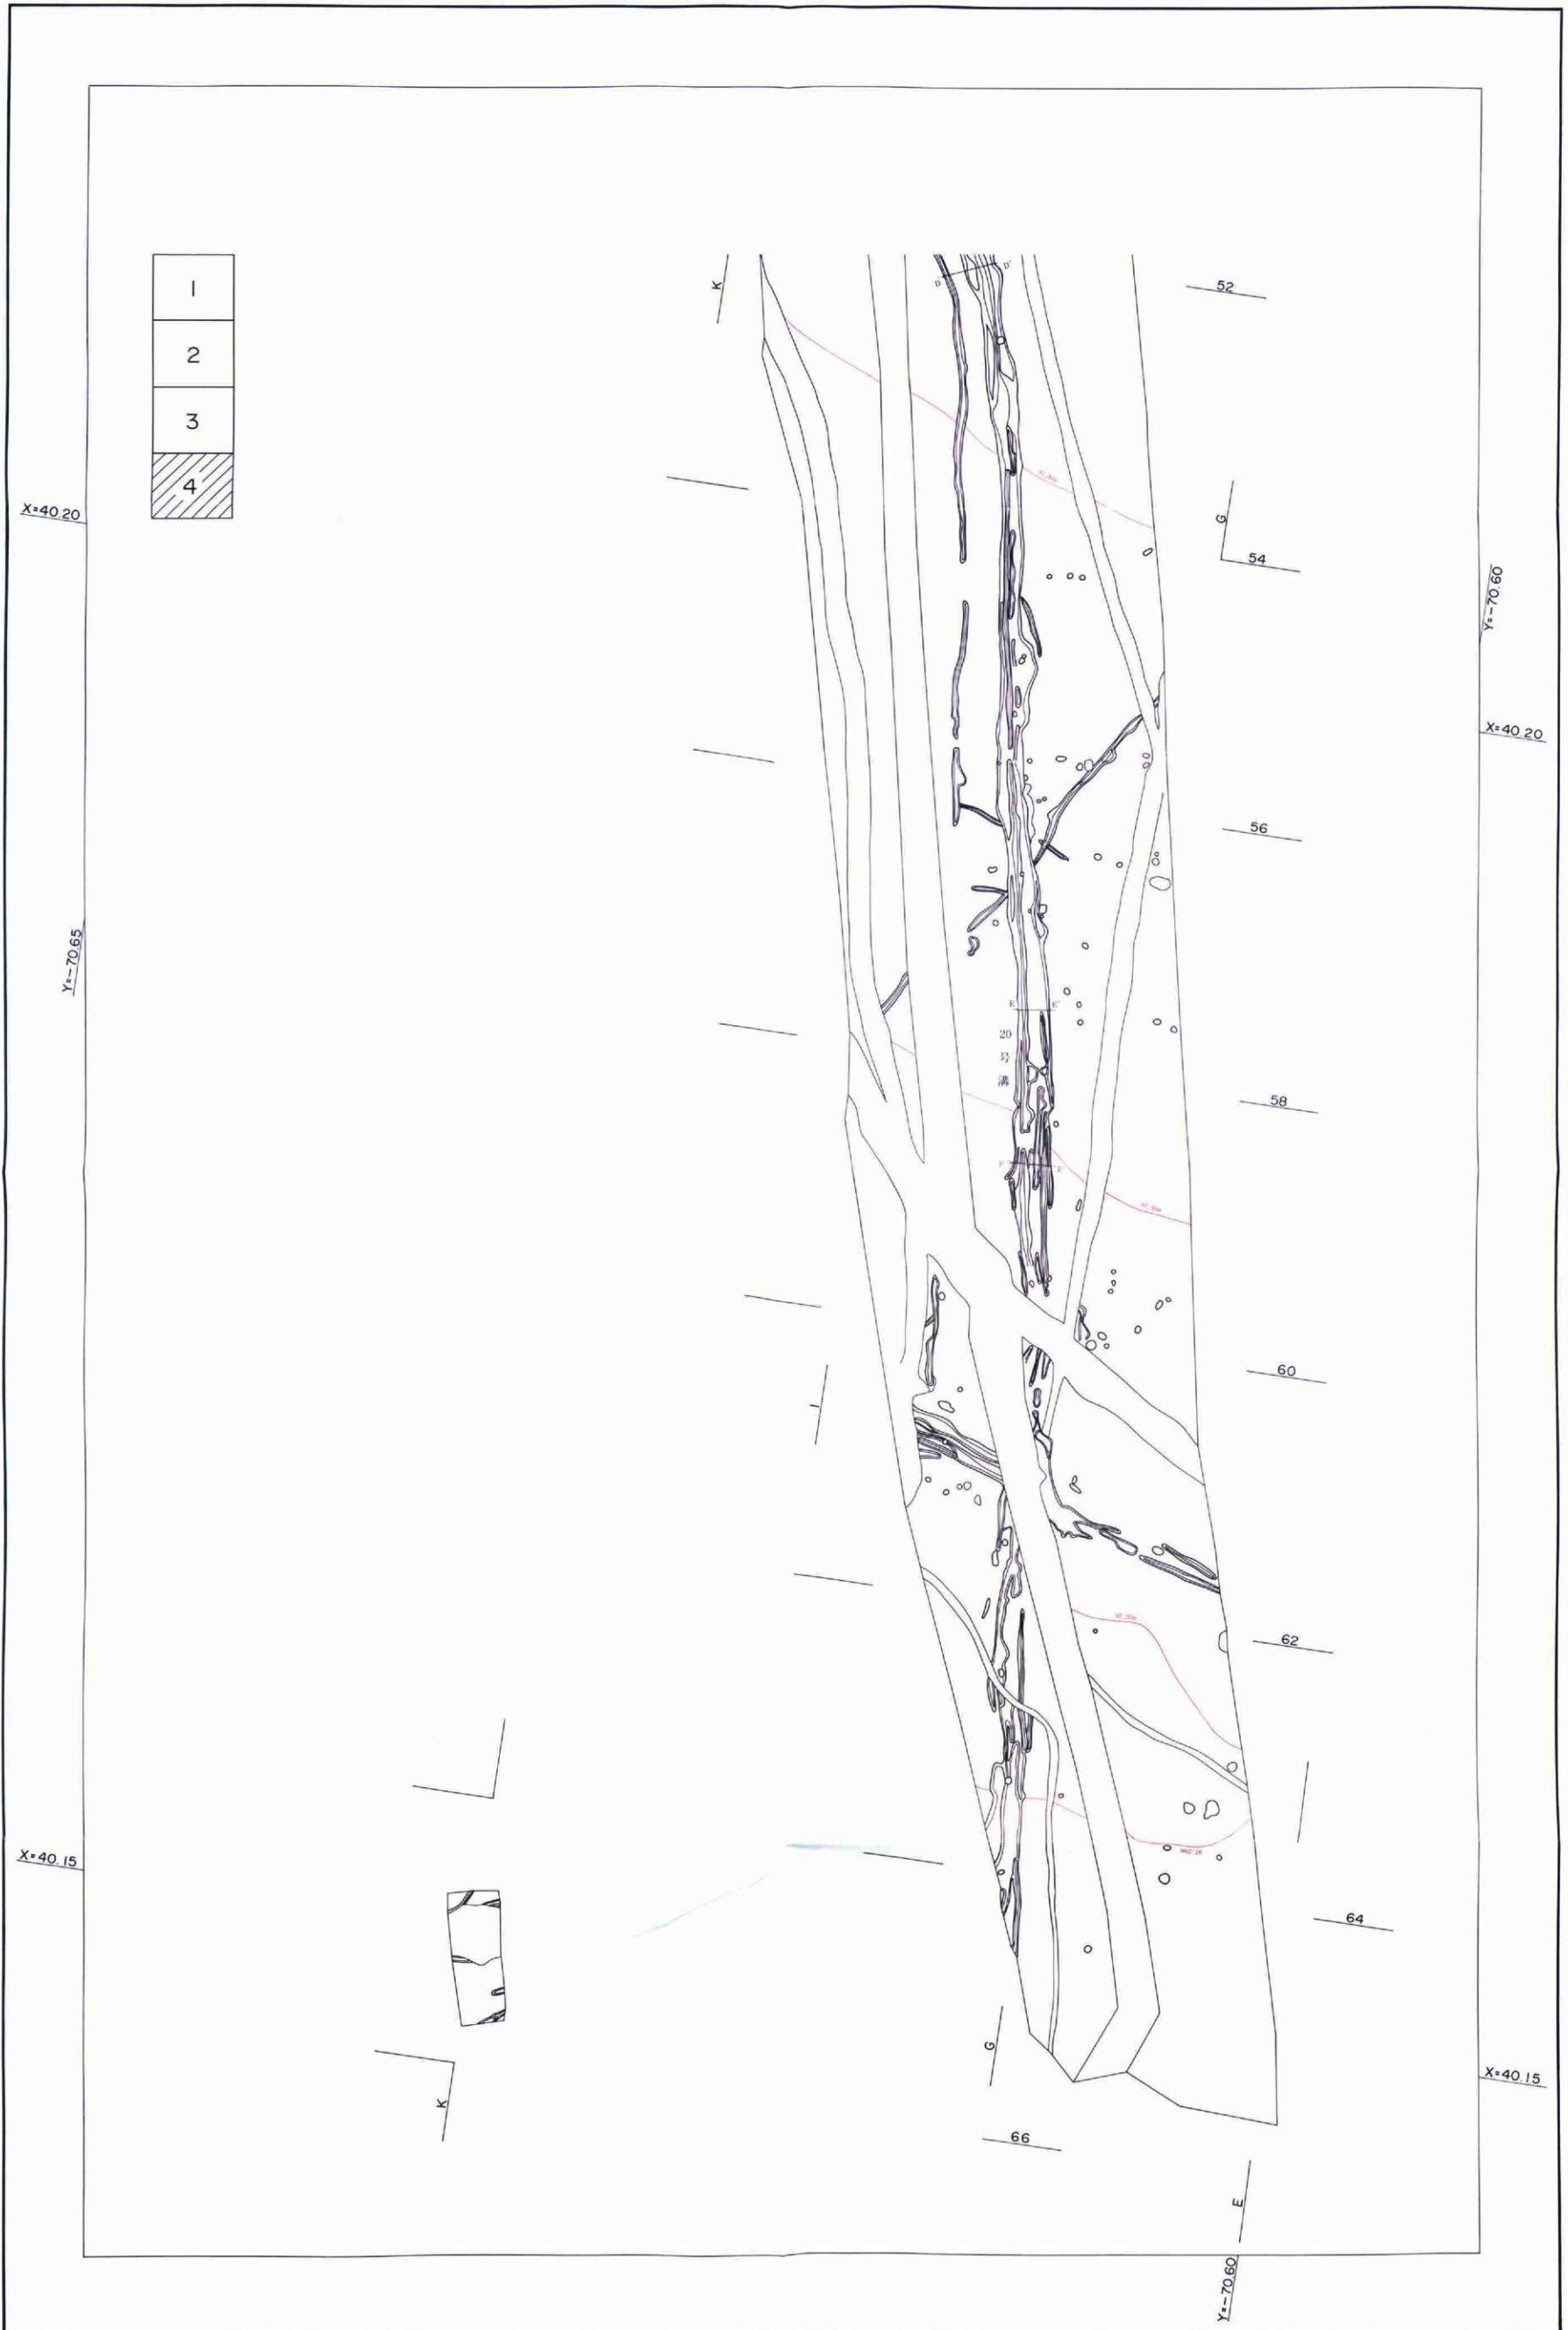 K
D
D'
52
1
2
3
4
X=40.20
G
54
Y=-70.60
X=40.20
56
Y=-70.65
E
E'
20
号
溝
58
F
F'
60
I
62
X=40.15
64
G
X=40.15
K
66
E
Y=-70.60